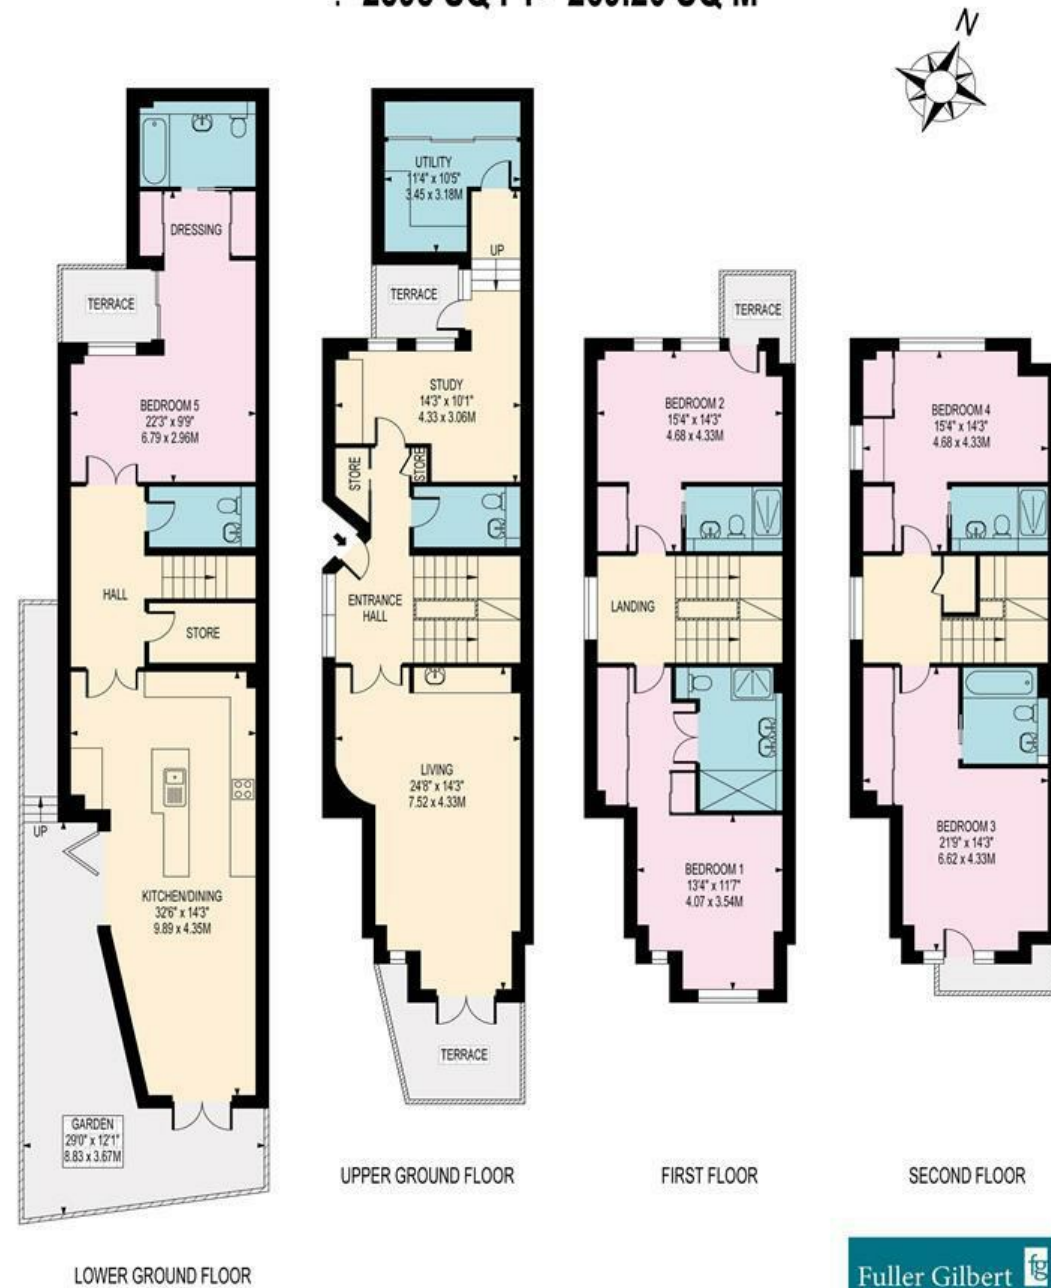 SQ FT - SQ M
N
DRESSING
TERRACE
BEDROOM 5
22'3" x 9'9"
6.79 x 2.96M
HALL
STORE
UP
KITCHEN/DINING
32'6" x 14'3"
9.89 x 4.35M
GARDEN
29'0" x 12'1"
8.83 x 3.67M
LOWER GROUND FLOOR
UTILITY
11'4" x 10'5"
3.45 x 3.18M
UP
TERRACE
STUDY
14'3" x 10'1"
4.33 x 3.06M
STORE
STORE
ENTRANCE
HALL
LIVING
24'8" x 14'3"
7.52 x 4.33M
TERRACE
UPPER GROUND FLOOR
TERRACE
BEDROOM 2
15'4" x 14'3"
4.68 x 4.33M
LANDING
BEDROOM 1
13'4" x 11'7"
4.07 x 3.54M
FIRST FLOOR
BEDROOM 4
15'4" x 14'3"
4.68 x 4.33M
BEDROOM 3
21'9" x 14'3"
6.62 x 4.33M
SECOND FLOOR
Fuller Gilbert fg